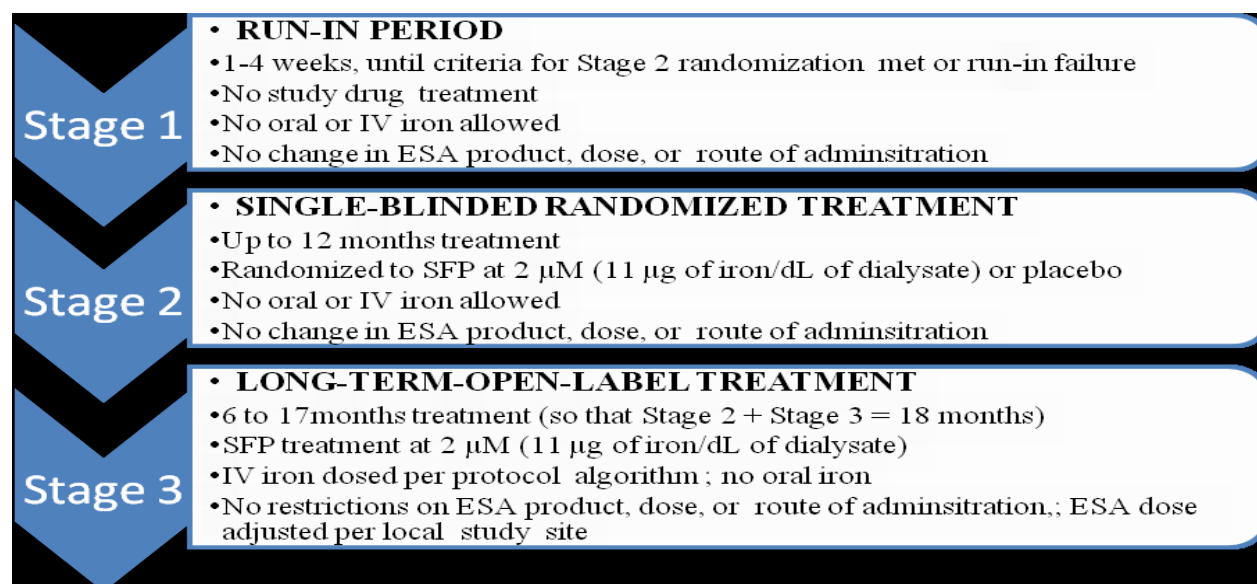 Stage 1
• RUN-IN PERIOD
•1-4 weeks, until criteria for Stage 2 randomization met or run-in failure
•No study drug treatment
•No oral or IV iron allowed
•No change in ESA product, dose, or route of adminsitration
Stage 2
• SINGLE-BLINDED RANDOMIZED TREATMENT
•Up to 12 months treatment
•Randomized to SFP at 2 μM (11 μg of iron/dL of dialysate) or placebo
•No oral or IV iron allowed
•No change in ESA product, dose, or route of adminsitration
Stage 3
• LONG-TERM-OPEN-LABEL TREATMENT
•6 to 17months treatment (so that Stage 2 + Stage 3 = 18 months)
•SFP treatment at 2 μM (11 μg of iron/dL of dialysate)
•IV iron dosed per protocol algorithm ; no oral iron
•No restrictions on ESA product, dose, or route of adminsitration,; ESA dose
adjusted per local study site